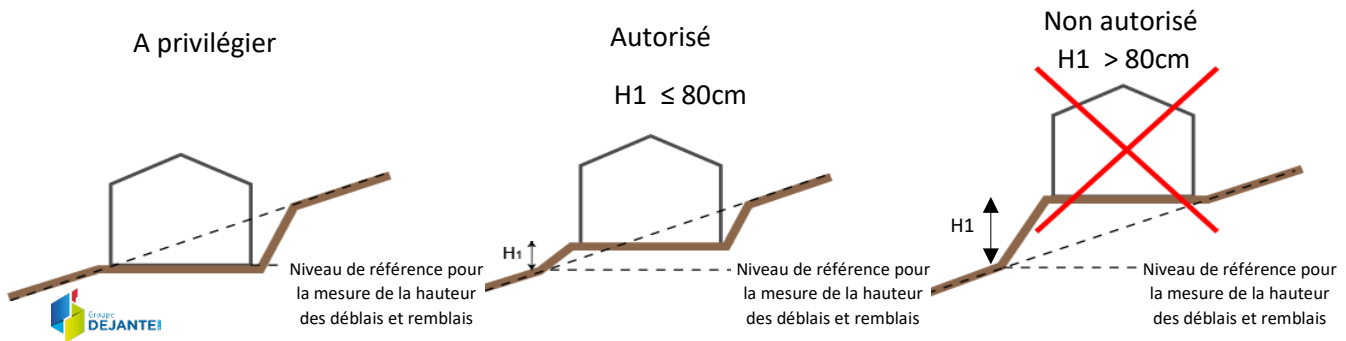 A privilégier
Niveau de référence pour
la mesure de la hauteur
des déblais et remblais
Groupe
DEJANTE
Autorisé
H1 ≤ 80cm
H1
Niveau de référence pour
la mesure de la hauteur
des déblais et remblais
Non autorisé
H1 > 80cm
H1
Niveau de référence pour
la mesure de la hauteur
des déblais et remblais